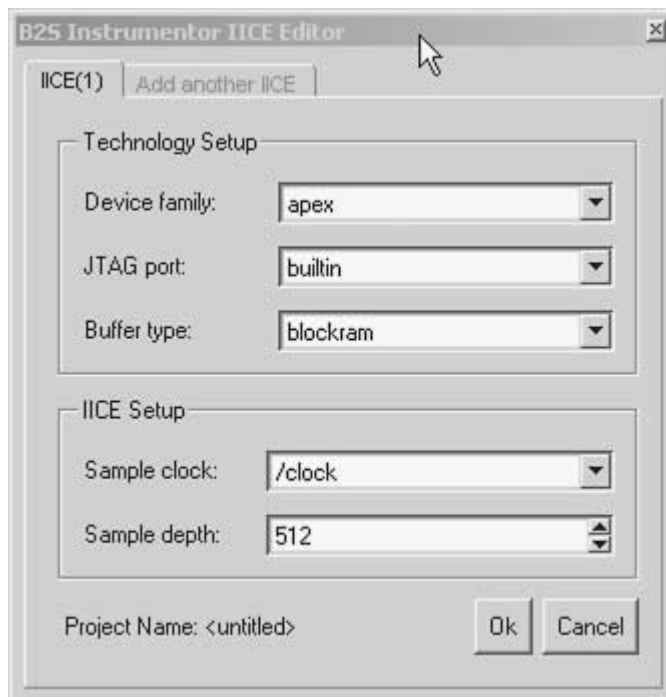 B2S Instrumentor IICE Editor
IICE(1) Add another IICE
Technology Setup
Device family: apex
JTAG port: builtin
Buffer type: blockram
IICE Setup
Sample clock: /clock
Sample depth: 512
Project Name: <untitled> Ok Cancel